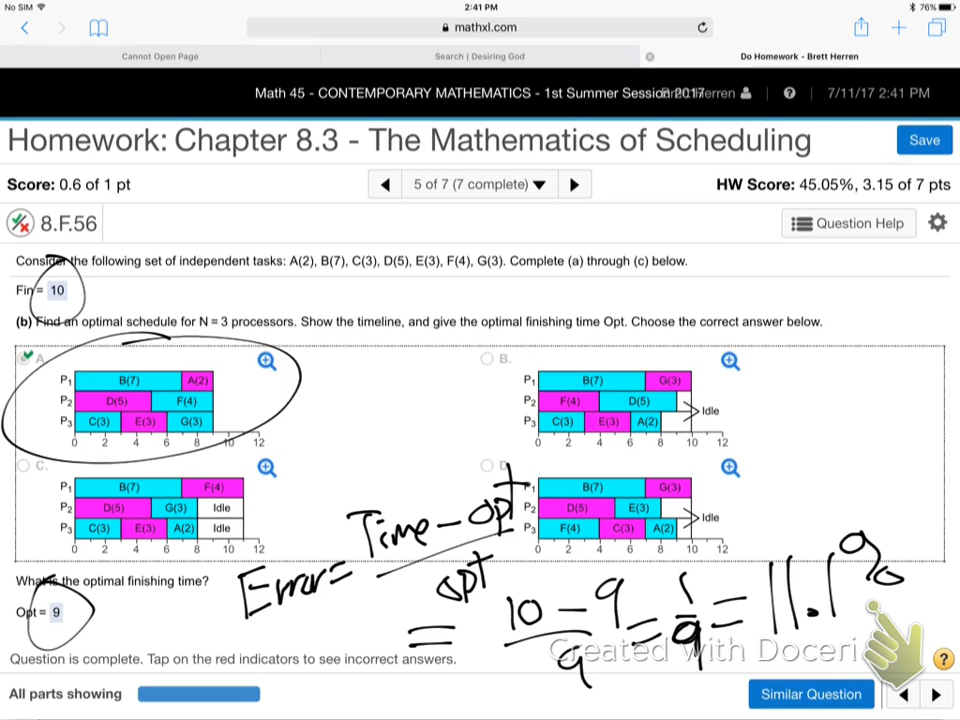 No SIM 2:41 PM 76%
mathxl.com
Cannot Open Page Search | Desiring God Do Homework - Brett Herren
Math 45 - CONTEMPORARY MATHEMATICS - 1st Summer Session 2017 Herren 7/11/17 2:41 PM
Homework: Chapter 8.3 - The Mathematics of Scheduling Save
Score: 0.6 of 1 pt 5 of 7 (7 complete) HW Score: 45.05%, 3.15 of 7 pts
8.F.56 Question Help
Consider the following set of independent tasks: A(2), B(7), C(3), D(5), E(3), F(4), G(3). Complete (a) through (c) below.
Fin = 10
(b) Find an optimal schedule for N = 3 processors. Show the timeline, and give the optimal finishing time Opt. Choose the correct answer below.
A.
P1 B(7) A(2)
P2 D(5) F(4)
P3 C(3) E(3) G(3)
0 2 4 6 8 10 12
B.
P1 B(7) G(3)
P2 F(4) D(5)
P3 C(3) E(3) A(2)
Idle
0 2 4 6 8 10 12
C.
P1 B(7) F(4)
P2 D(5) G(3) Idle
P3 C(3) E(3) A(2) Idle
0 2 4 6 8 10 12
D.
P1 B(7) G(3)
P2 D(5) E(3)
P3 F(4) C(3) A(2)
Idle
0 2 4 6 8 10 12
Error = Time - opt
opt
= 10 - 9
9
= 1
9
= 11.1%
What is the optimal finishing time?
Opt = 9
Created with Doceri
Question is complete. Tap on the red indicators to see incorrect answers. ?
All parts showing Similar Question